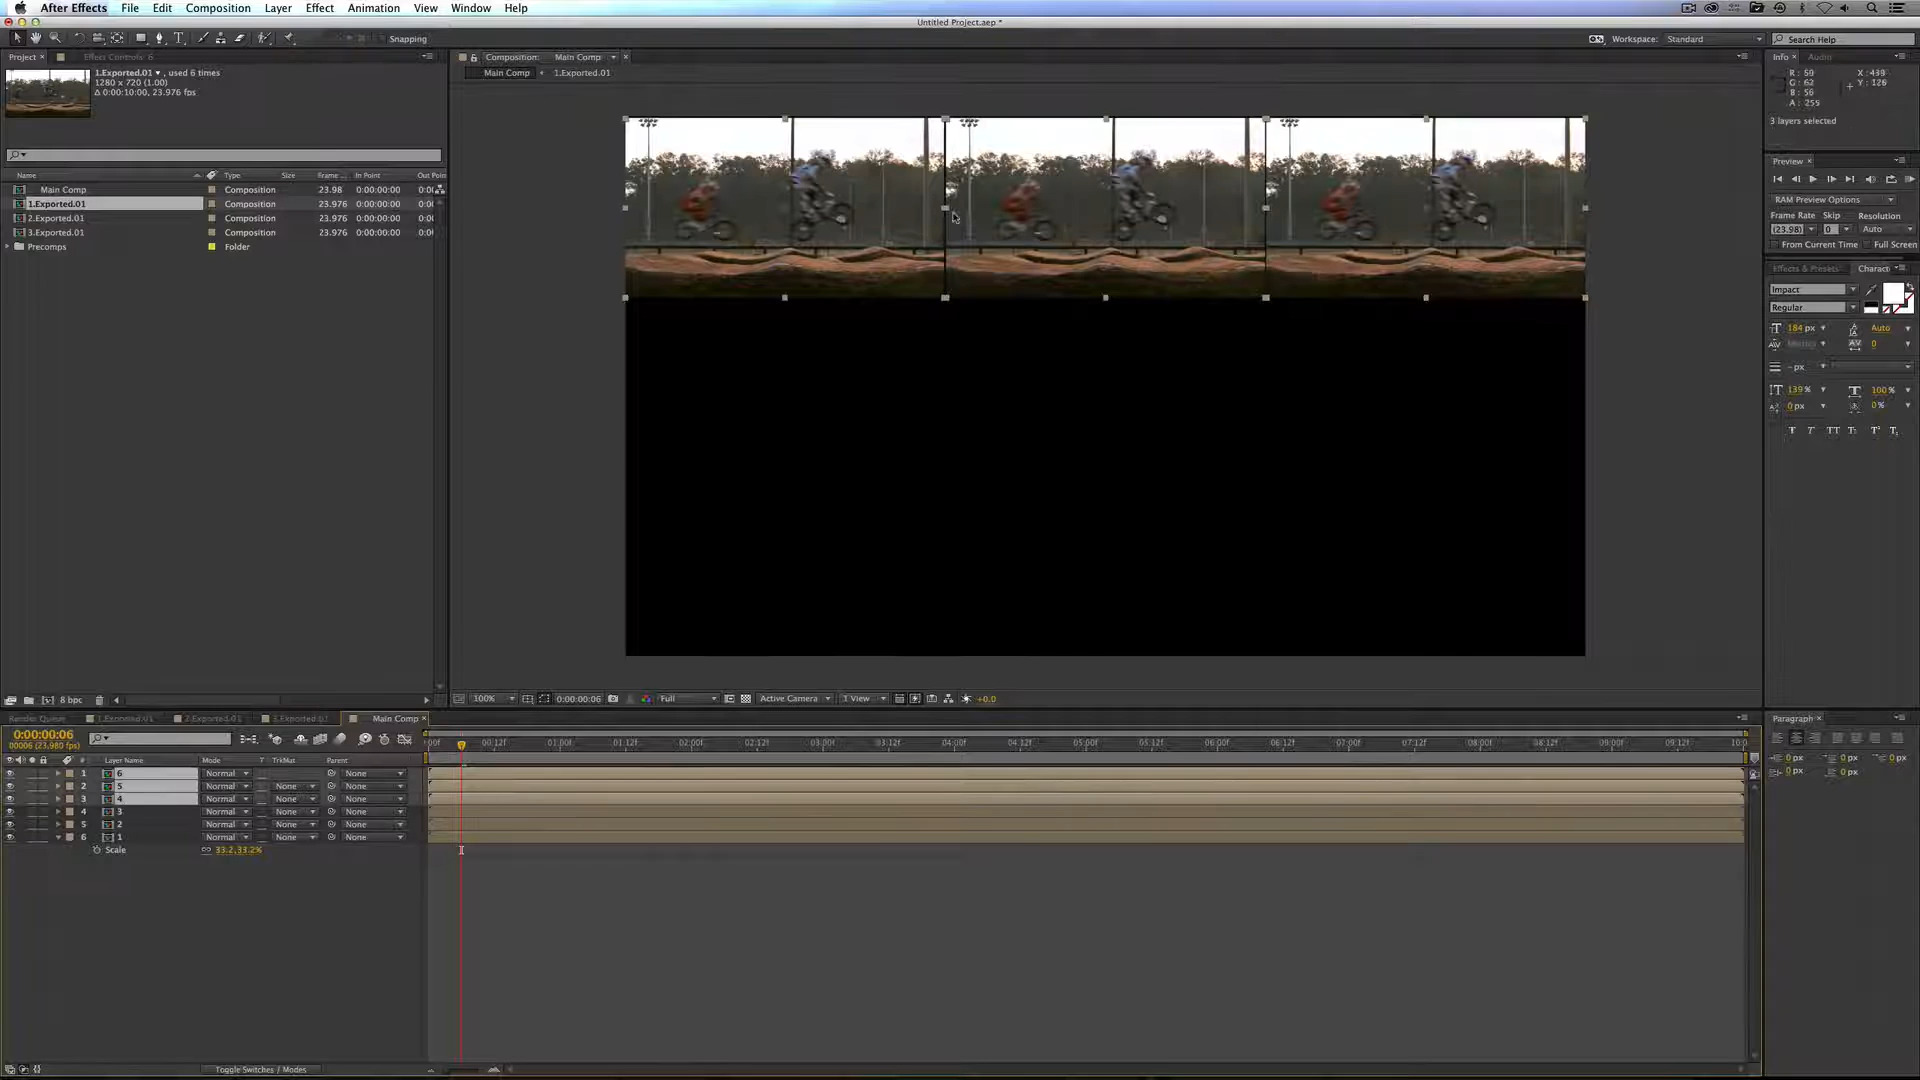 After Effects File Edit Composition Layer Effect Animation View Window Help
Untitled Project.aep *
Snapping
Workspace: Standard
Search Help
Project
Effect Controls: 6
Composition: Main Comp
Info
Audio
Main Comp
1.Exported.01
1.Exported.01 , used 6 times
1280 x 720 (1.00)
Δ 0:00:10:00, 23.976 fps
R: 59
G: 62
B: 56
A: 255
X: 439
Y: 126
3 layers selected
Preview
RAM Preview Options
Frame Rate Skip Resolution
(23.98) 0 Auto
From Current Time Full Screen
Name Type Size Frame ... In Point Out Poin
Main Comp Composition 23.98 0:00:00:00 0:0
1.Exported.01 Composition 23.976 0:00:00:00 0:0
2.Exported.01 Composition 23.976 0:00:00:00 0:0
3.Exported.01 Composition 23.976 0:00:00:00 0:0
Precomps Folder
Effects & Presets
Charact
Impact
Regular
184 px Auto
Metrics 0
- px
139 % 100 %
0 px 0 %
T T TT Tt T' T,
8 bpc
100% 0:00:00:06 Full Active Camera 1 View +0.0
Render Queue 1.Exported.01 2.Exported.01 3.Exported.01 Main Comp
Paragraph
0:00:00:06
00006 (23.980 fps)
:00f 00:12f 01:00f 01:12f 02:00f 02:12f 03:00f 03:12f 04:00f 04:12f 05:00f 05:12f 06:00f 06:12f 07:00f 07:12f 08:00f 08:12f 09:00f 09:12f 10:0
0 px 0 px 0 px
0 px 0 px
# Layer Name Mode T TrkMat Parent
1 6 Normal None
2 5 Normal None None
3 4 Normal None None
4 3 Normal None None
5 2 Normal None None
6 1 Normal None None
Scale 33.2,33.2%
Toggle Switches / Modes